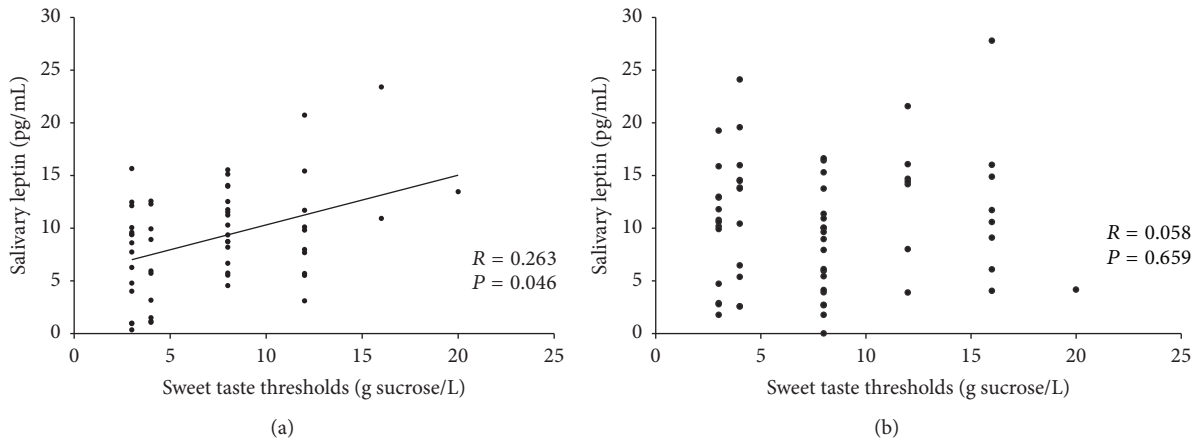 30
25
20
15
10
5
0
Salivary leptin (pg/mL)
R = 0.263
P = 0.046
0 5 10 15 20 25
Sweet taste thresholds (g sucrose/L)
(a)
30
25
20
15
10
5
0
Salivary leptin (pg/mL)
R = 0.058
P = 0.659
0 5 10 15 20 25
Sweet taste thresholds (g sucrose/L)
(b)